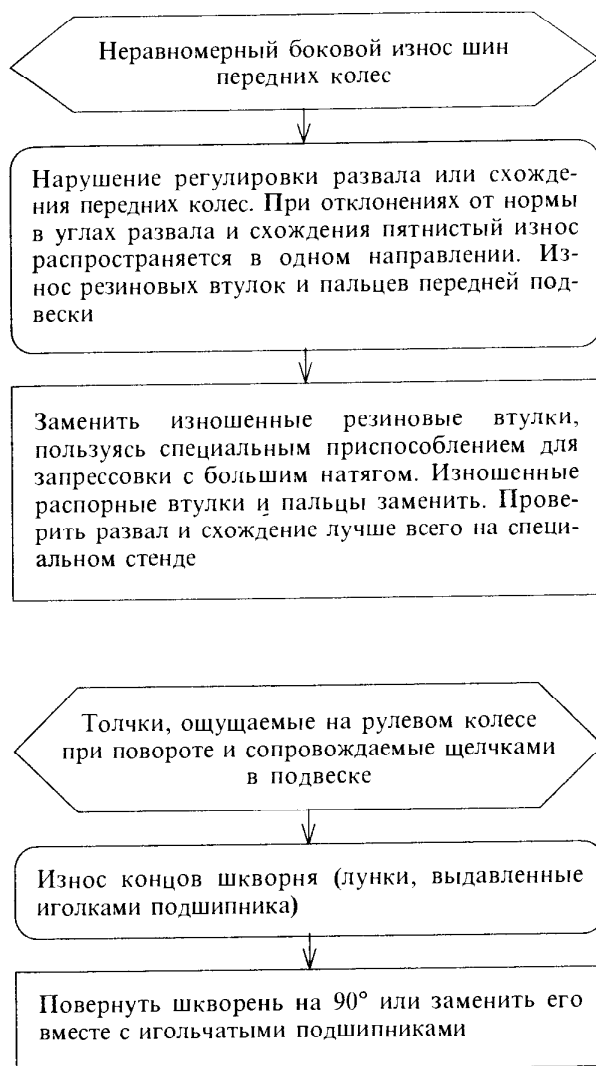 Неравномерный боковой износ шин
передних колес
Нарушение регулировки развала или схожде-
ния передних колес. При отклонениях от нормы
в углах развала и схождения пятнистый износ
распространяется в одном направлении. Из-
нос резиновых втулок и пальцев передней под-
вески
Заменить изношенные резиновые втулки,
пользуясь специальным приспособлением для
запрессовки с большим натягом. Изношенные
распорные втулки и пальцы заменить. Прове-
рить развал и схождение лучше всего на специ-
альном стенде
Толчки, ощущаемые на рулевом колесе
при повороте и сопровождаемые щелчками
в подвеске
Износ концов шкворня (лунки, выдавленные
иголками подшипника)
Повернуть шкворень на 90° или заменить его
вместе с игольчатыми подшипниками